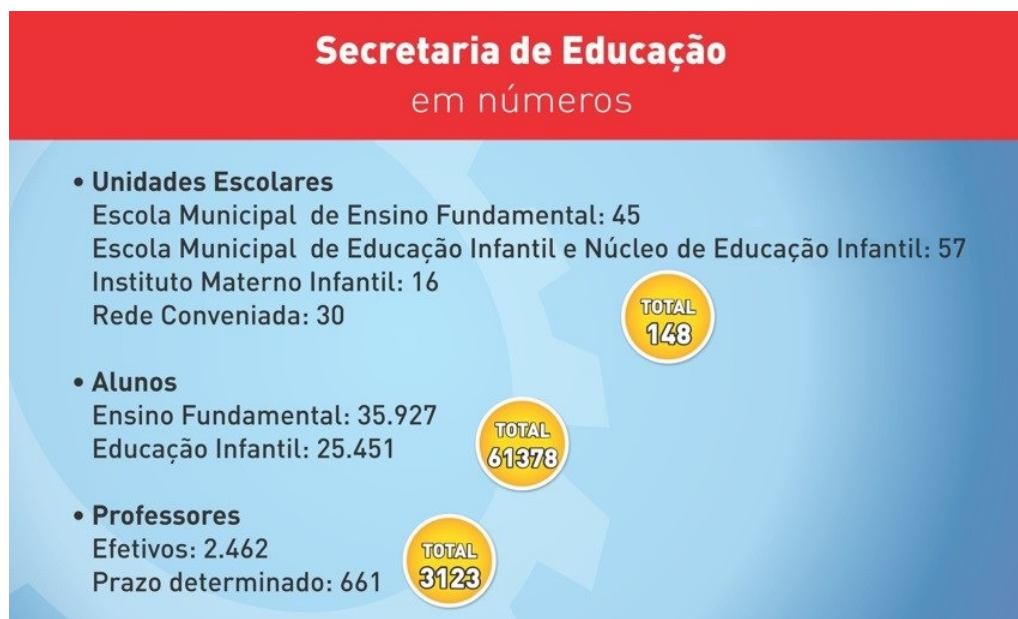 Secretaria de Educação
em números
• Unidades Escolares
Escola Municipal de Ensino Fundamental: 45
Escola Municipal de Educação Infantil e Núcleo de Educação Infantil: 57
Instituto Materno Infantil: 16
Rede Conveniada: 30
TOTAL
148
• Alunos
Ensino Fundamental: 35.927
Educação Infantil: 25.451
TOTAL
61378
• Professores
Efetivos: 2.462
Prazo determinado: 661
TOTAL
3123